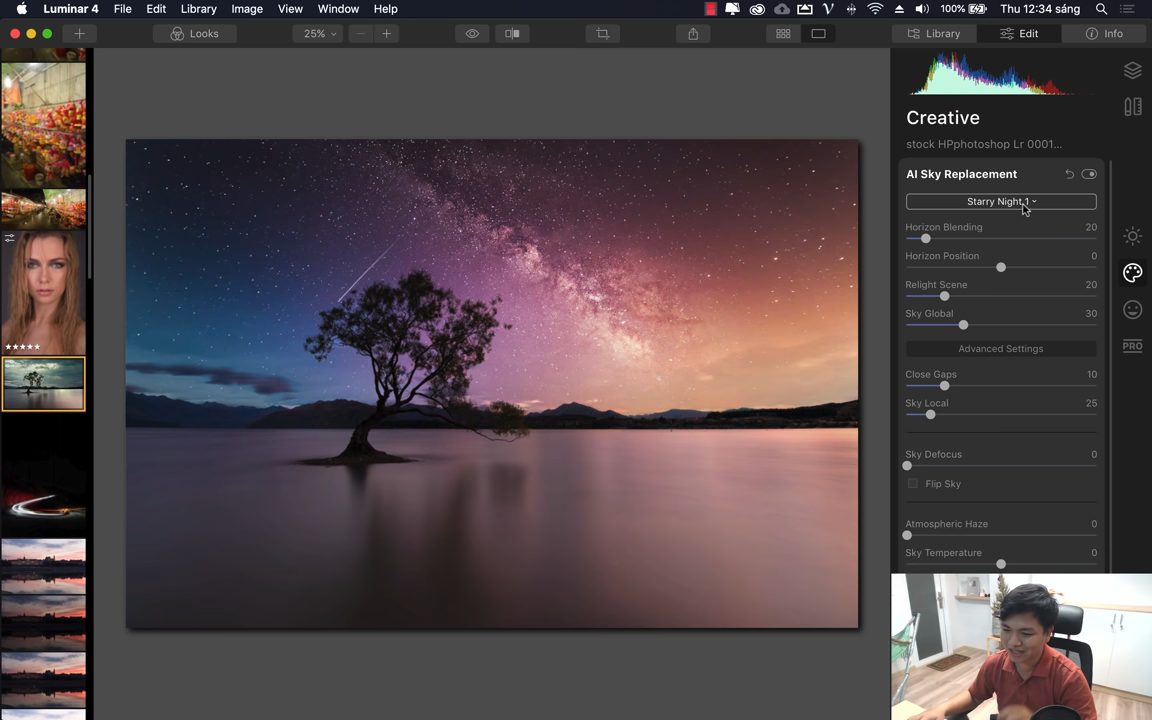 Luminar 4 File Edit Library Image View Window Help 100% Thu 12:34 sáng
Looks 25% Library Edit Info
Creative
stock HPphotoshop Lr 0001...
AI Sky Replacement
Starry Night 1
Horizon Blending 20
Horizon Position 0
Relight Scene 20
Sky Global 30
Advanced Settings
Close Gaps 10
Sky Local 25
Sky Defocus 0
Flip Sky
Atmospheric Haze 0
Sky Temperature 0
PRO